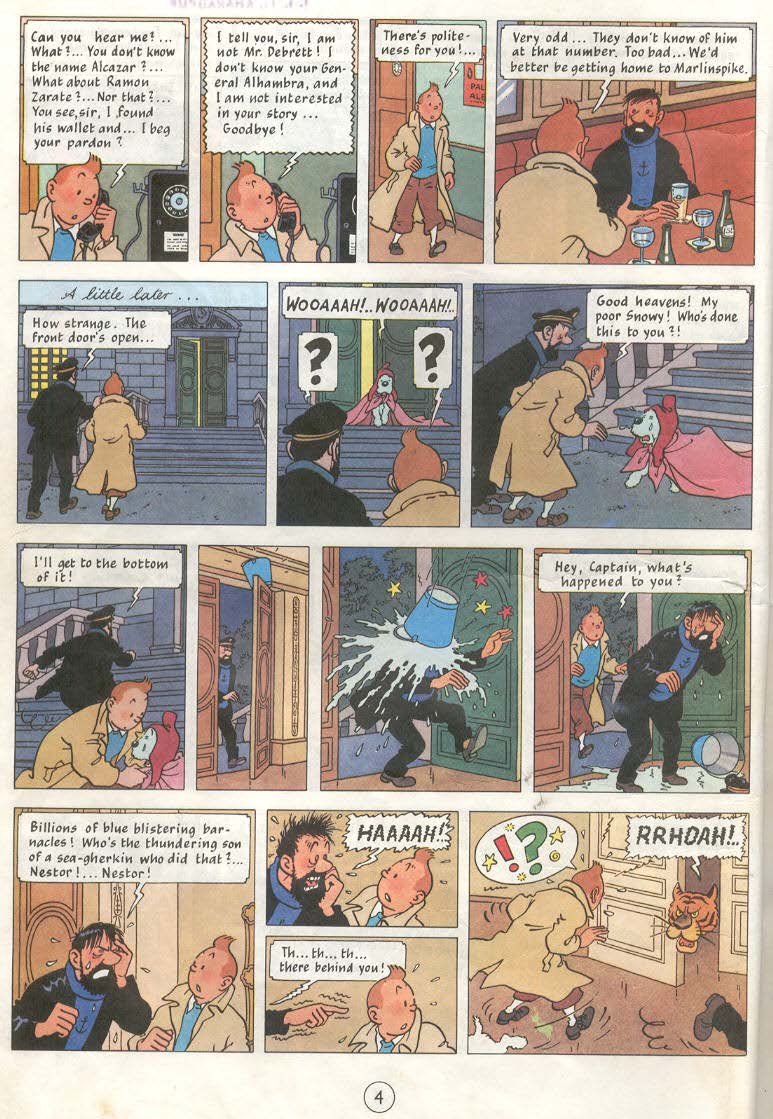 Can you hear me?...
What?... You don't know
the name Alcazar?...
What about Ramon
Zarate?... Nor that?...
You see, sir, I found
his wallet and... I beg
your pardon?
I tell you, sir, I am
not Mr. Debrett! I
don't know your Gen-
eral Alhambra, and
I am not interested
in your story...
Goodbye!
There's polite-
ness for you!...
PAL
ALE
Very odd... They don't know of him
at that number. Too bad... We'd
better be getting home to Marlinspike.
A little later...
How strange. The
front door's open...
WOOAAAH!..WOOAAAH!..
?
?
Good heavens! My
poor Snowy! Who's done
this to you?!
I'll get to the bottom
of it!
Hey, Captain, what's
happened to you?
Billions of blue blistering bar-
nacles! Who's the thundering son
of a sea-gherkin who did that?...
Nestor!... Nestor!
HAAAAH!..
Th... th... th...
there behind you!
!?
RRHOAH!..
4